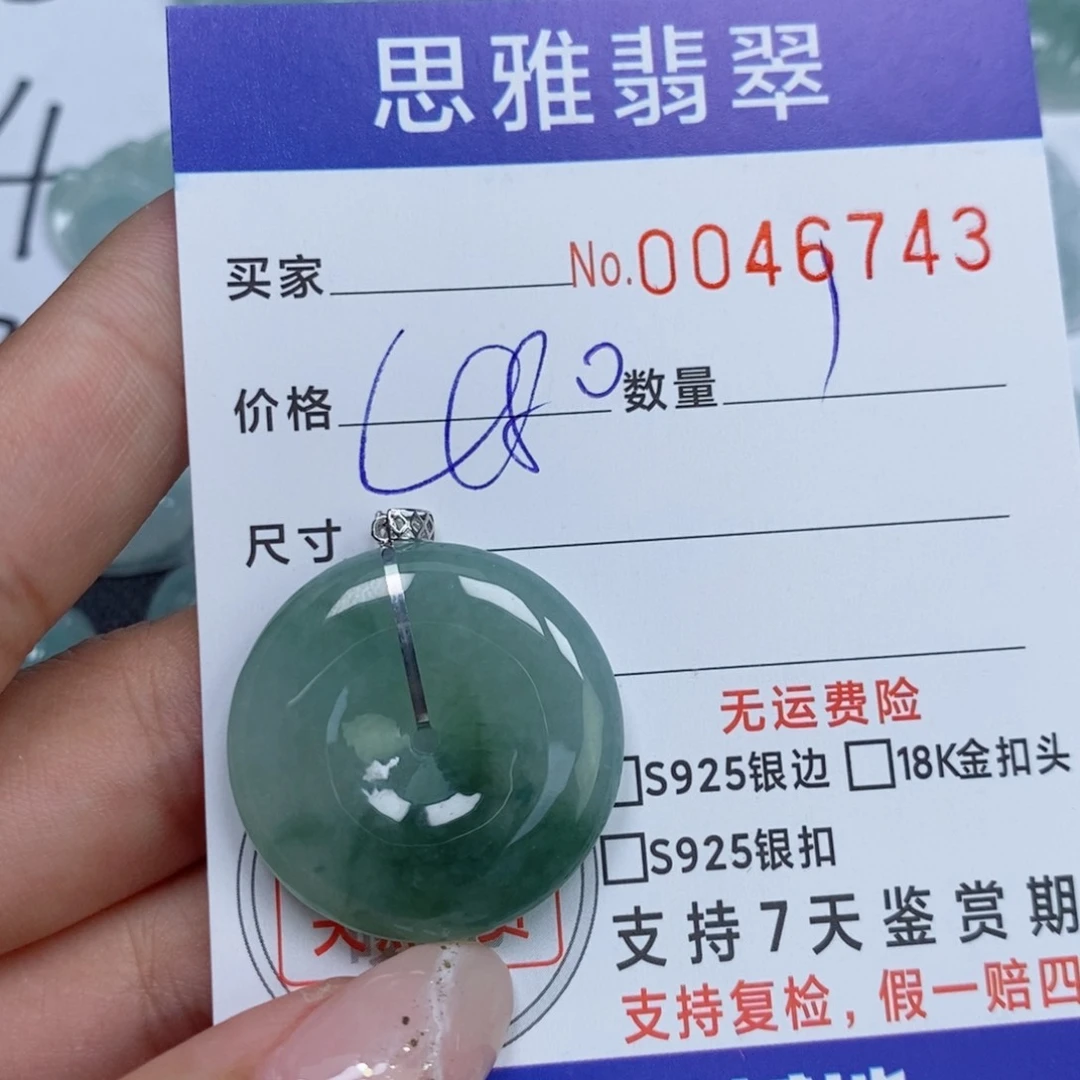 思雅翡翠
买家 No.0046743
价格 数量 1
尺寸
无运费险
□S925银边 □18K金扣头
□S925银扣
支持7天鉴赏期
支持复检，假一赔四